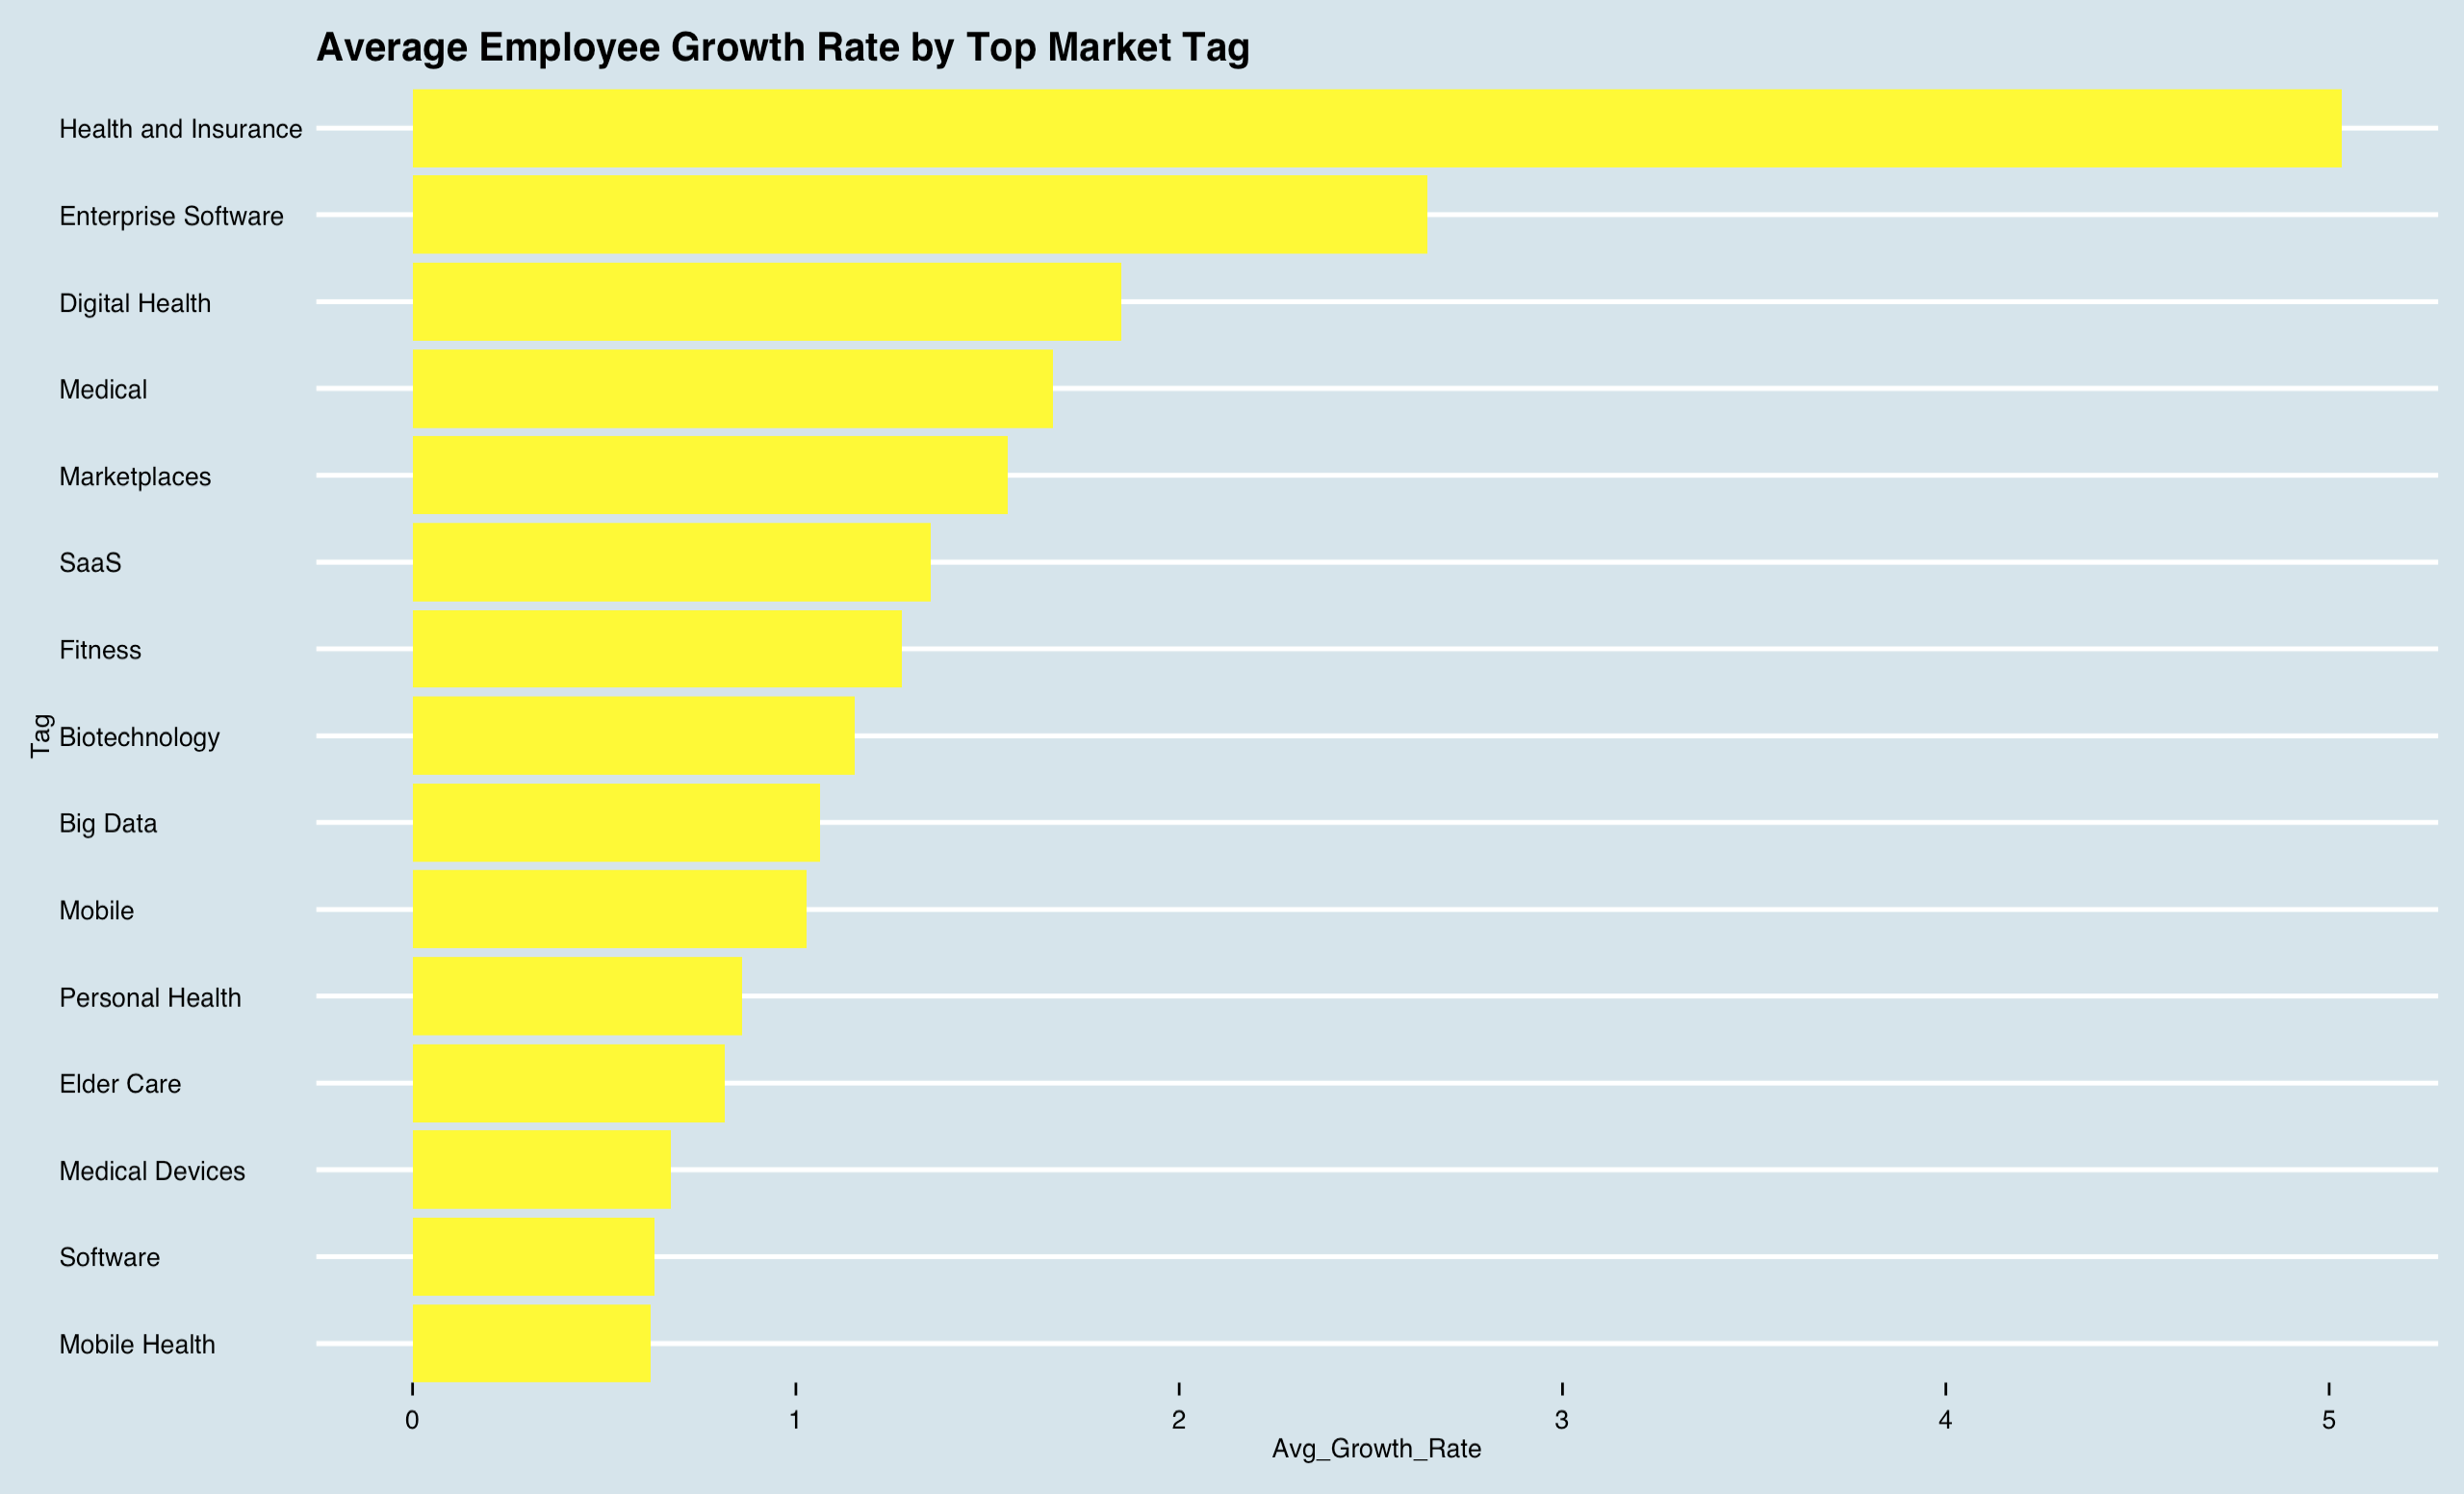 Average Employee Growth Rate by Top Market Tag
Health and Insurance
Enterprise Software
Digital Health
Medical
Marketplaces
SaaS
Fitness
Tag
Biotechnology
Big Data
Mobile
Personal Health
Elder Care
Medical Devices
Software
Mobile Health
0 1 2 3 4 5
Avg_Growth_Rate